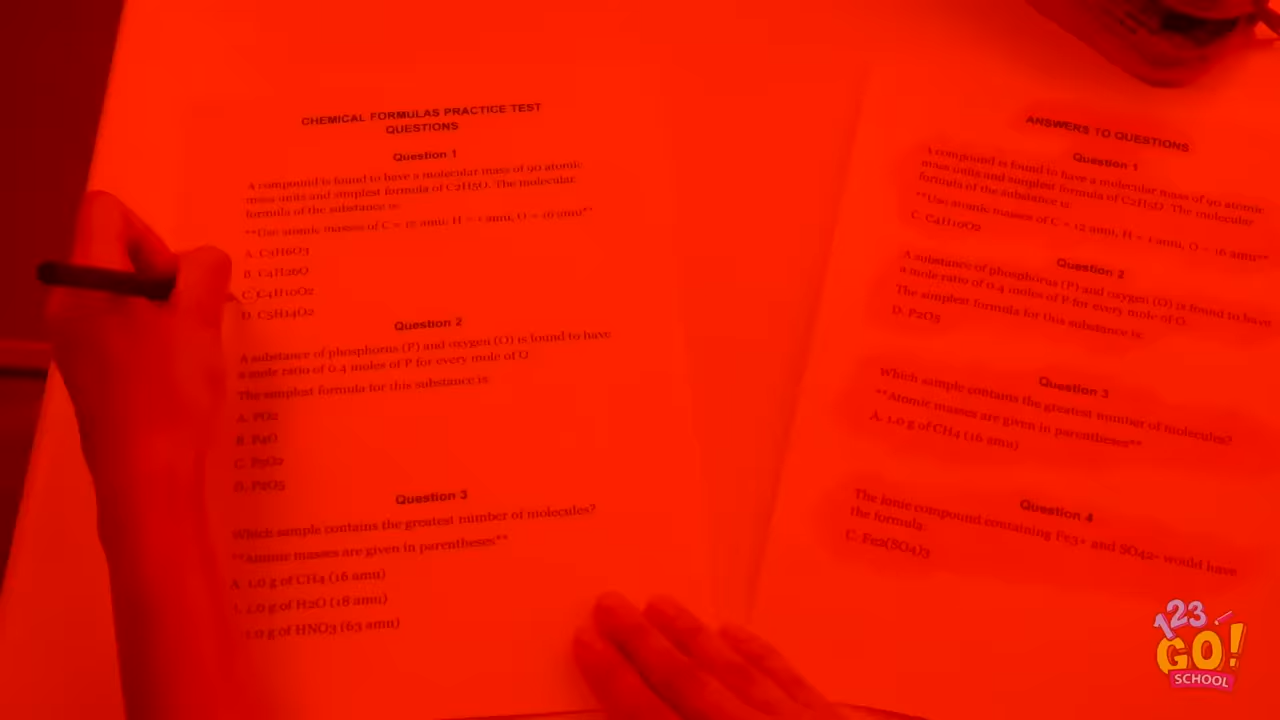 CHEMICAL FORMULAS PRACTICE TEST
QUESTIONS
Question 1
A compound is found to have a molecular mass of 90 atomic
mass units and simplest formula of C2H5O. The molecular
formula of the substance is:
**Use atomic masses of C = 12 amu, H = 1 amu, O = 16 amu**
A. C3H6O3
B. C4H26O
C. C4H10O2
D. C5H14O2
Question 2
A substance of phosphorus (P) and oxygen (O) is found to have
a mole ratio of 0.4 moles of P for every mole of O
The simplest formula for this substance is:
A. PO2
B. P4O
C. P5O2
D. P2O5
Question 3
Which sample contains the greatest number of molecules?
**Atomic masses are given in parentheses**
A. 1.0 g of CH4 (16 amu)
1.0 g of H2O (18 amu)
1.0 g of HNO3 (63 amu)
ANSWERS TO QUESTIONS
Question 1
A compound is found to have a molecular mass of 90 atomic
mass units and simplest formula of C2H5O. The molecular
formula of the substance is:
**Use atomic masses of C = 12 amu, H = 1 amu, O = 16 amu**
C. C4H10O2
Question 2
A substance of phosphorus (P) and oxygen (O) is found to have
a mole ratio of 0.4 moles of P for every mole of O
The simplest formula for this substance is:
D. P2O5
Question 3
Which sample contains the greatest number of molecules?
**Atomic masses are given in parentheses**
A. 1.0 g of CH4 (16 amu)
Question 4
The ionic compound containing Fe3+ and SO42- would have
the formula:
C. Fe2(SO4)3
123
GO!
SCHOOL